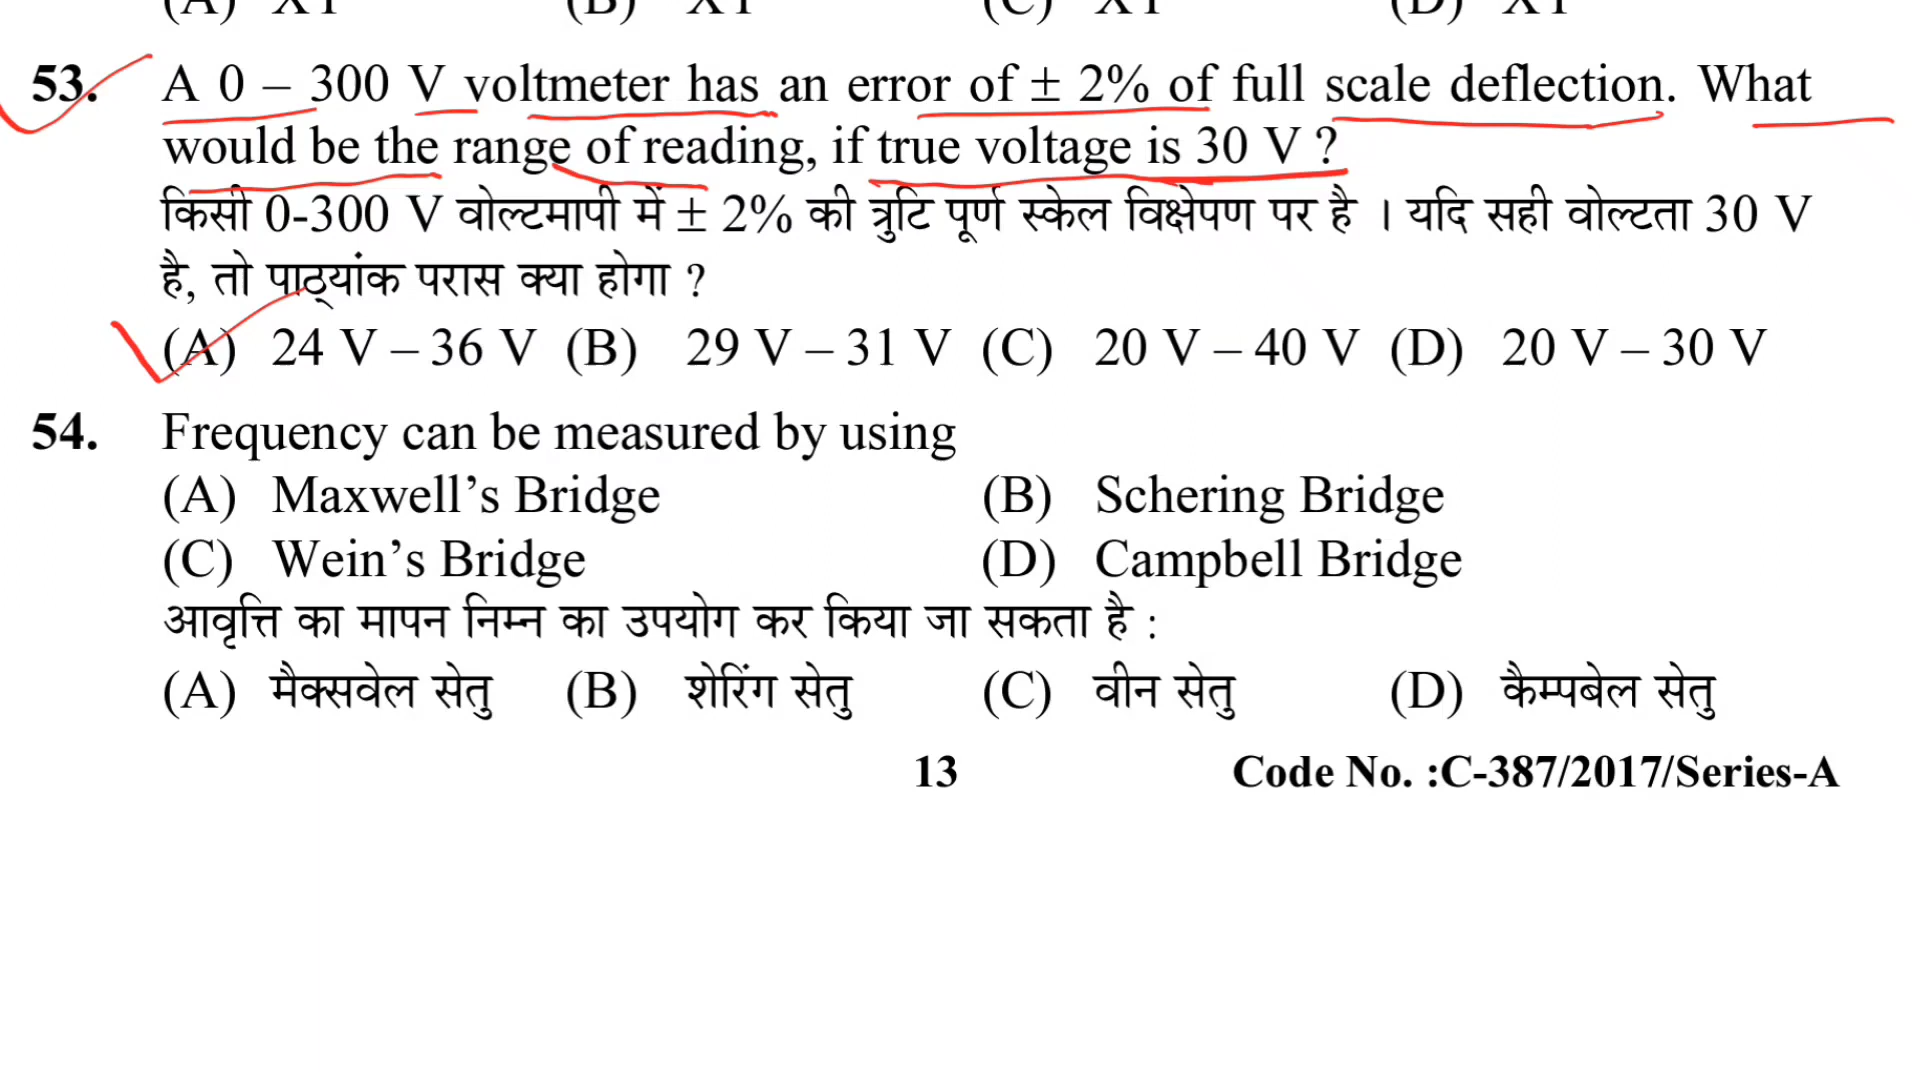 53. A 0 – 300 V voltmeter has an error of ± 2% of full scale deflection. What
would be the range of reading, if true voltage is 30 V ?
किसी 0-300 V वोल्टमापी में ± 2% की त्रुटि पूर्ण स्केल विक्षेपण पर है । यदि सही वोल्टता 30 V
है, तो पाठ्यांक परास क्या होगा ?
(A) 24 V – 36 V (B) 29 V – 31 V (C) 20 V – 40 V (D) 20 V – 30 V
54. Frequency can be measured by using
(A) Maxwell’s Bridge (B) Schering Bridge
(C) Wein’s Bridge (D) Campbell Bridge
आवृत्ति का मापन निम्न का उपयोग कर किया जा सकता है :
(A) मैक्सवेल सेतु (B) शेरिंग सेतु (C) वीन सेतु (D) कैम्पबेल सेतु
13 Code No. :C-387/2017/Series-A